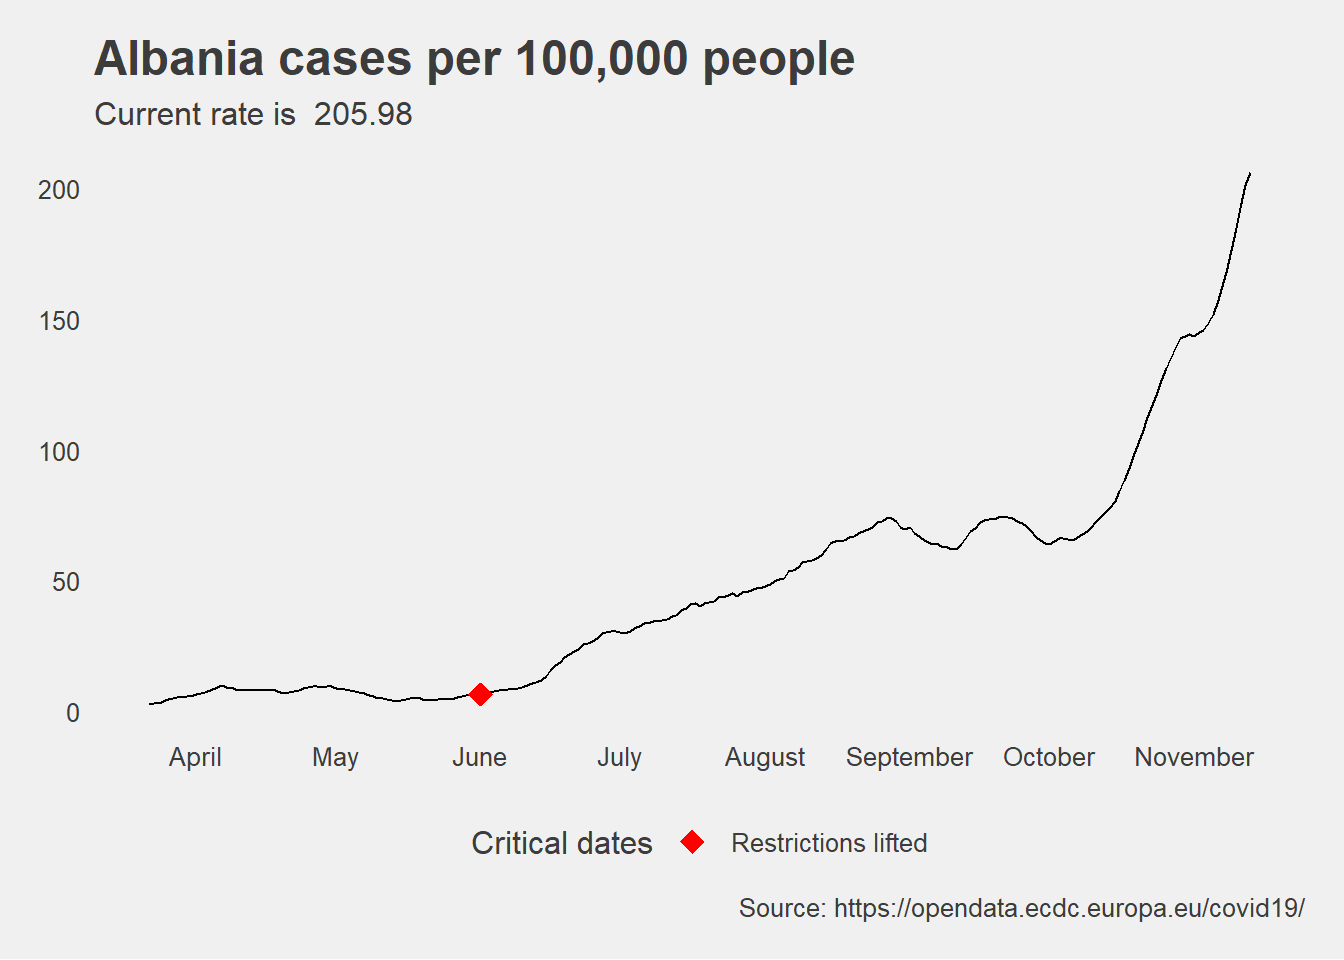 Albania cases per 100,000 people
Current rate is  205.98
200
150
100
50
0
April May June July August September October November
Critical dates Restrictions lifted
Source: https://opendata.ecdc.europa.eu/covid19/